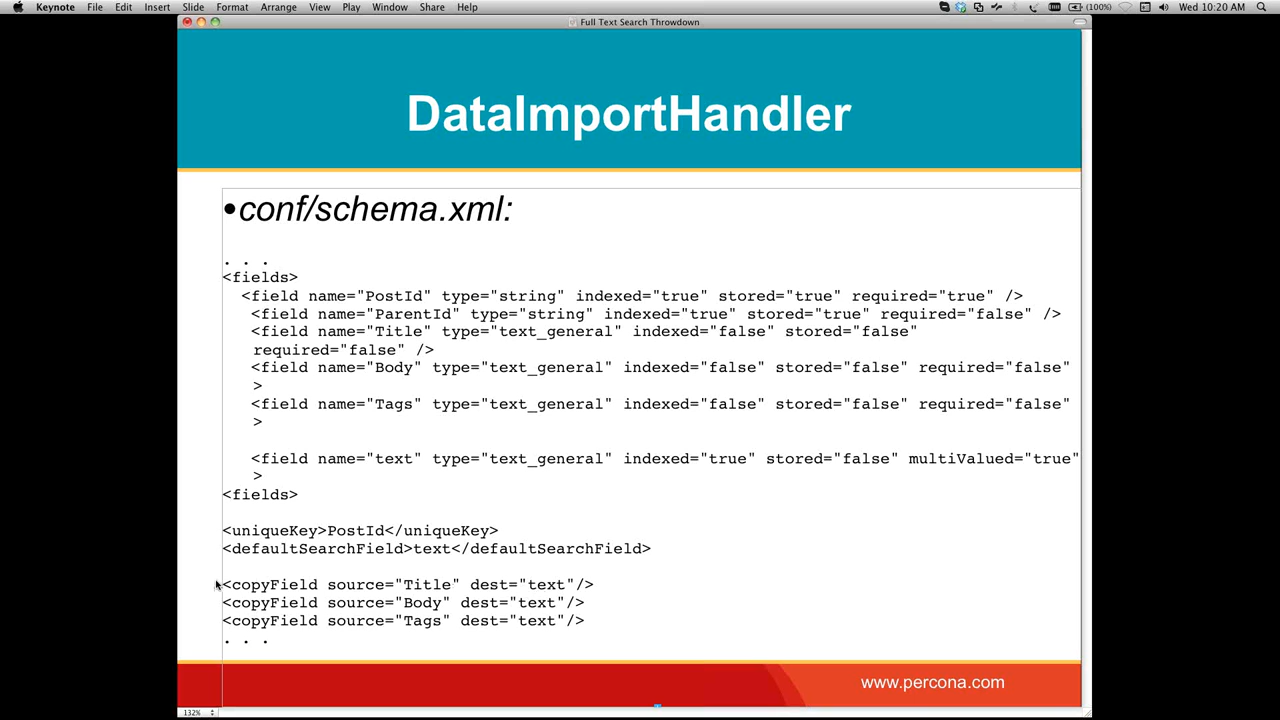 Keynote File Edit Insert Slide Format Arrange View Play Window Share Help (100%) Wed 10:20 AM
Full Text Search Throwdown
DataImportHandler
•conf/schema.xml:
. . .
<fields>
<field name="PostId" type="string" indexed="true" stored="true" required="true" />
<field name="ParentId" type="string" indexed="true" stored="true" required="false" />
<field name="Title" type="text_general" indexed="false" stored="false"
required="false" />
<field name="Body" type="text_general" indexed="false" stored="false" required="false"
>
<field name="Tags" type="text_general" indexed="false" stored="false" required="false"
>
<field name="text" type="text_general" indexed="true" stored="false" multiValued="true"
>
<fields>
<uniqueKey>PostId</uniqueKey>
<defaultSearchField>text</defaultSearchField>
<copyField source="Title" dest="text"/>
<copyField source="Body" dest="text"/>
<copyField source="Tags" dest="text"/>
. . .
www.percona.com
132%